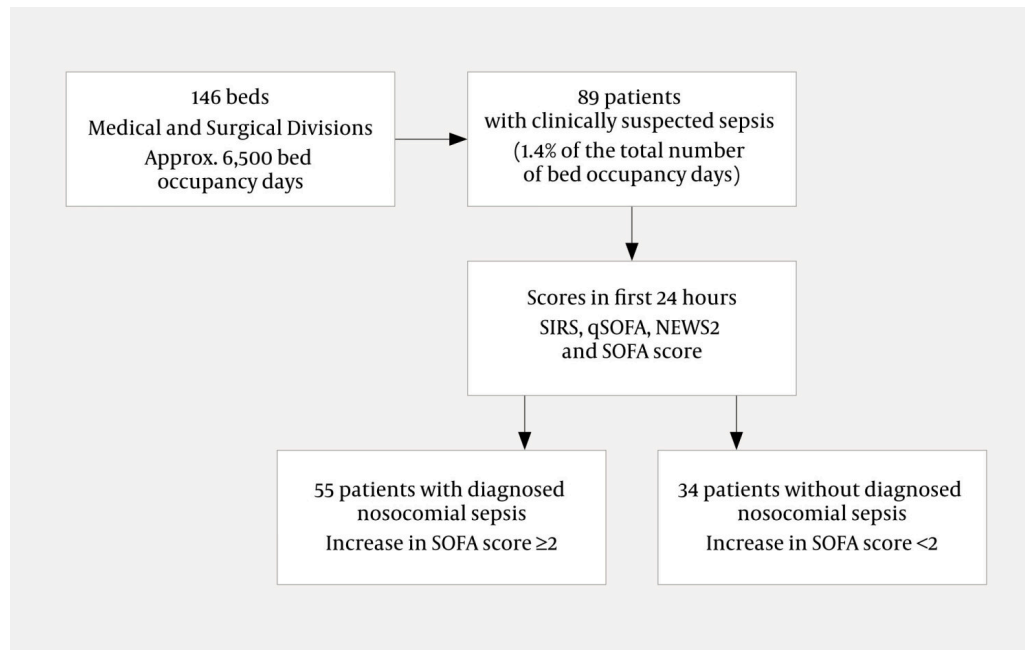 146 beds
Medical and Surgical Divisions
Approx. 6,500 bed
occupancy days
89 patients
with clinically suspected sepsis
(1.4% of the total number
of bed occupancy days)
Scores in first 24 hours
SIRS, qSOFA, NEWS2
and SOFA score
55 patients with diagnosed
nosocomial sepsis
Increase in SOFA score ≥2
34 patients without diagnosed
nosocomial sepsis
Increase in SOFA score <2